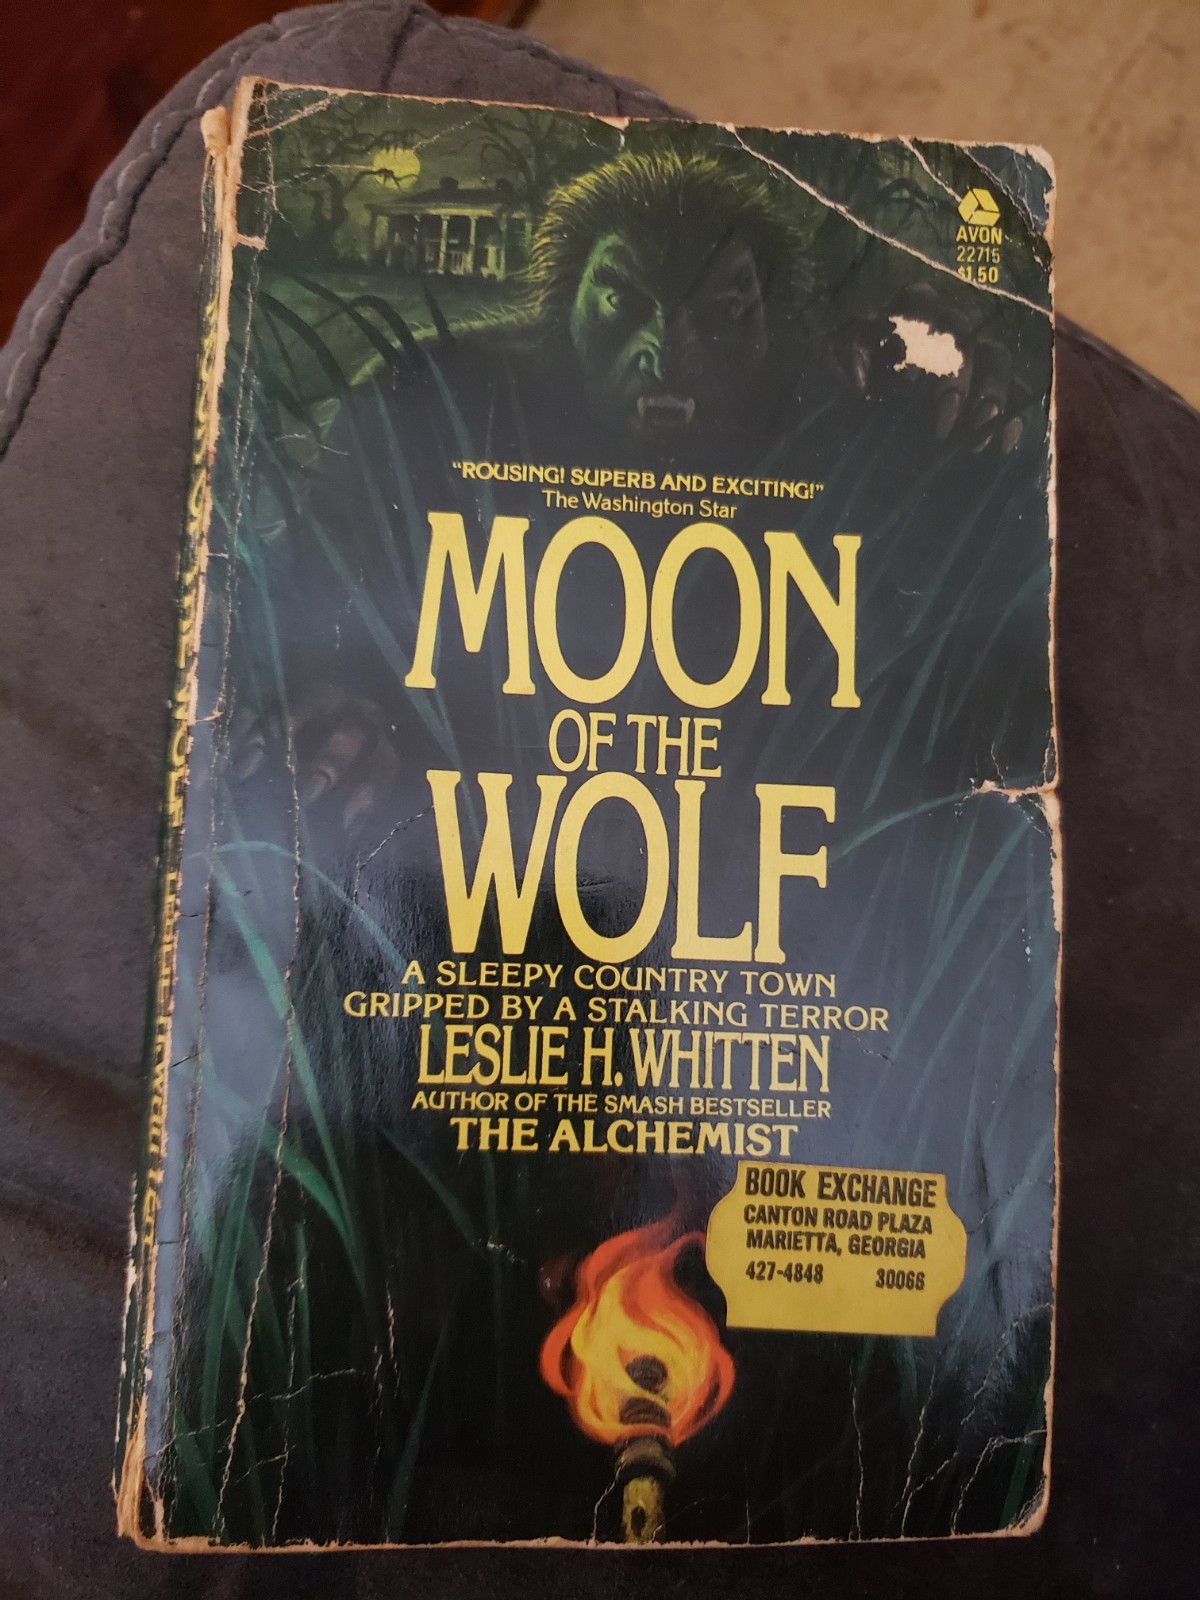 AVON
22715
$1.50
“ROUSING! SUPERB AND EXCITING!”
The Washington Star
MOON
OF THE
WOLF
A SLEEPY COUNTRY TOWN
GRIPPED BY A STALKING TERROR
LESLIE H. WHITTEN
AUTHOR OF THE SMASH BESTSELLER
THE ALCHEMIST
BOOK EXCHANGE
CANTON ROAD PLAZA
MARIETTA, GEORGIA
427-4848 30066